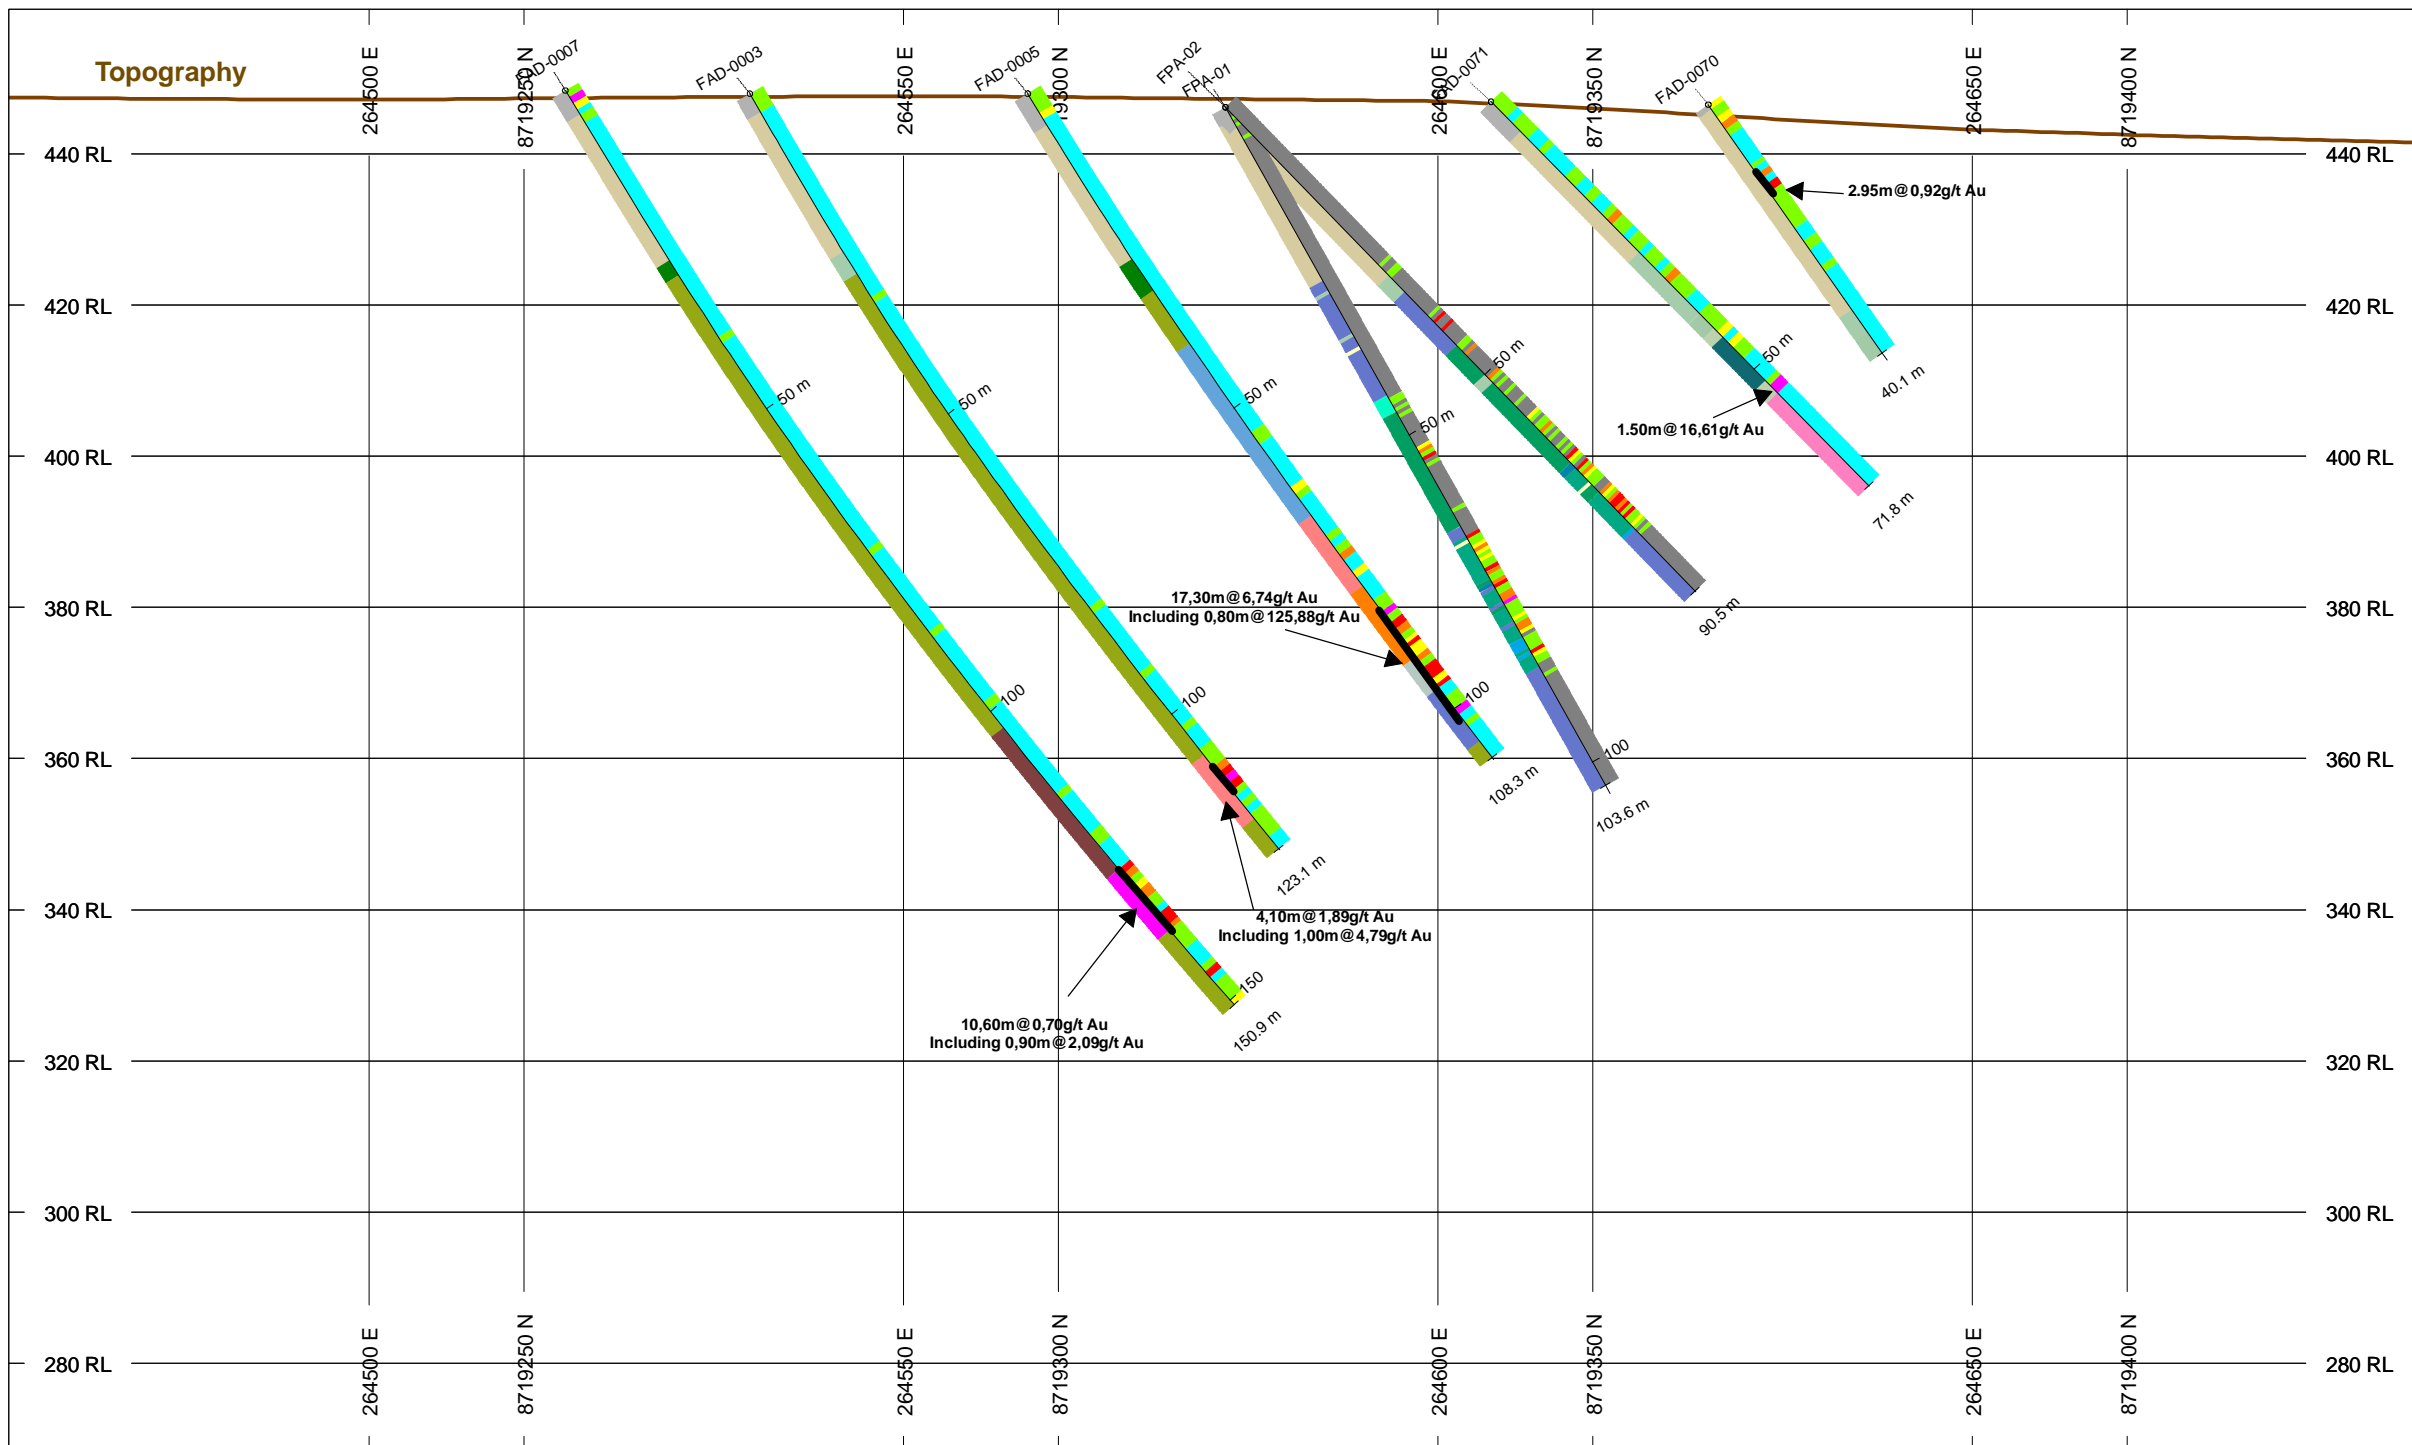 Topography
264500 E
8719250 N
264550 E
19300 N
264600 E
8719350 N
264650 E
8719400 N
FAD-0007
FAD-0003
FAD-0005
FPA-02
FPA-01
FAD-0071
FAD-0070
440 RL
440 RL
2.95m@0,92g/t Au
420 RL
420 RL
50 m
50 m
50 m
50 m
50 m
50 m
40.1 m
1.50m@16,61g/t Au
400 RL
400 RL
71.8 m
17,30m@6,74g/t Au
Including 0,80m@125,88g/t Au
380 RL
380 RL
90.5 m
100
100
100
100
360 RL
360 RL
108.3 m
103.6 m
123.1 m
4,10m@1,89g/t Au
Including 1,00m@4,79g/t Au
340 RL
340 RL
150
150.9 m
10,60m@0,70g/t Au
Including 0,90m@2,09g/t Au
320 RL
320 RL
300 RL
300 RL
280 RL
280 RL
264500 E
8719250 N
264550 E
8719300 N
264600 E
8719350 N
264650 E
8719400 N